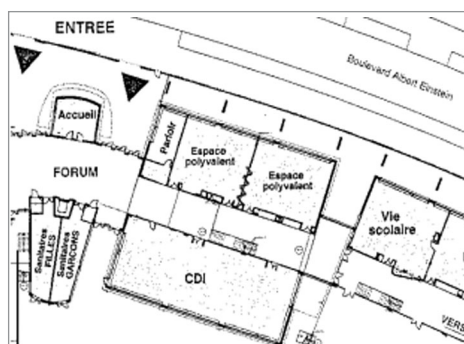 ENTREE
Boulevard Albert Einstein
Accueil
Parloir
Espace
polyvalent
Espace
polyvalent
FORUM
Vie
scolaire
Sanitaires
FILLES
Sanitaires
GARCONS
CDI
VERS